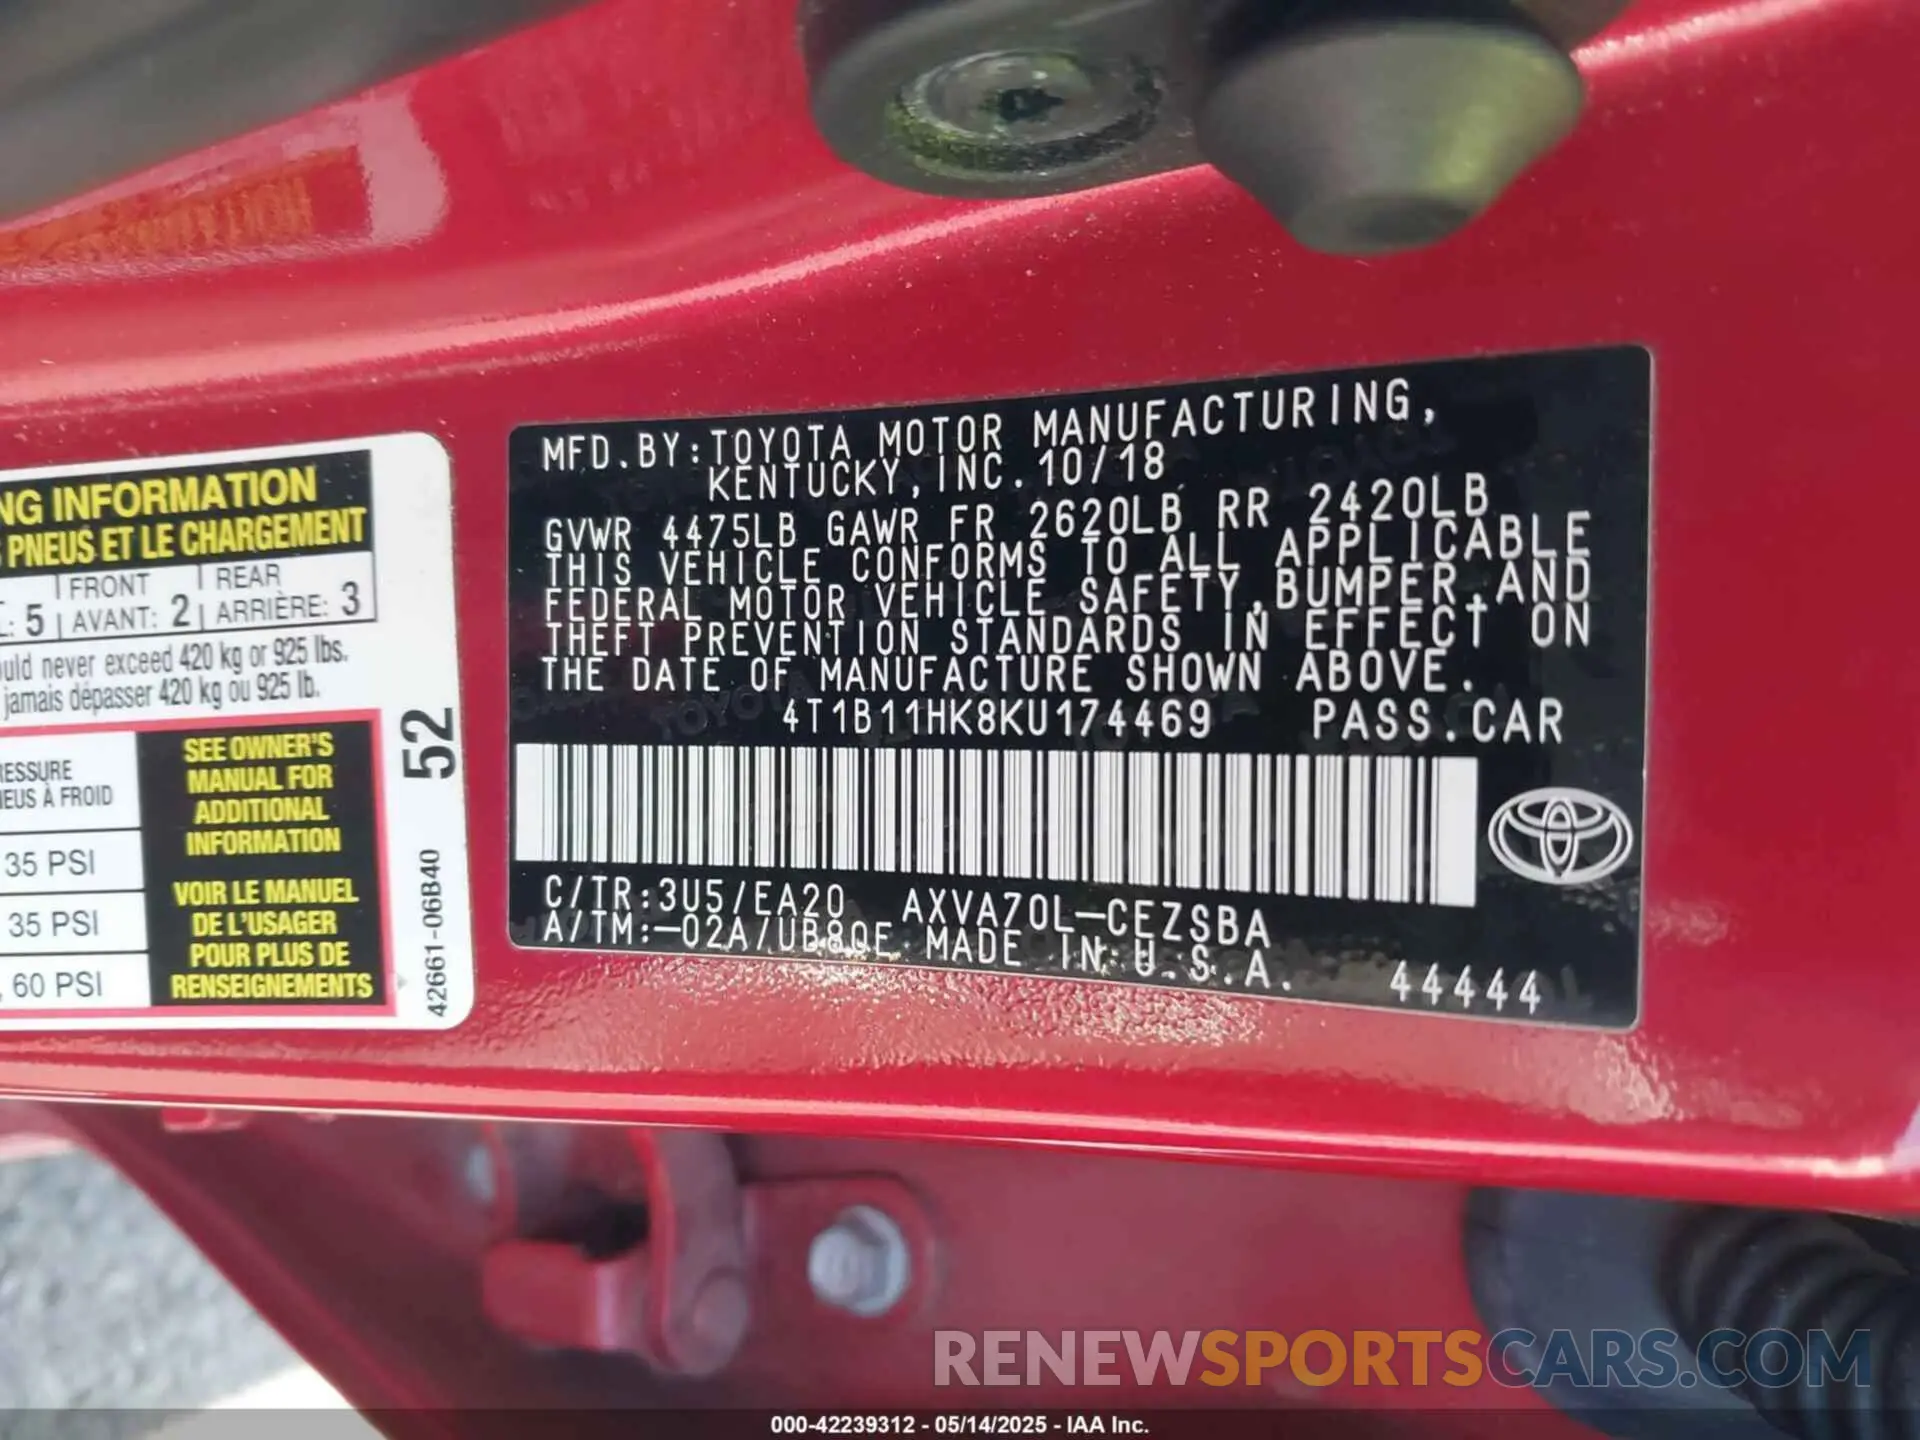 NG INFORMATION
PNEUS ET LE CHARGEMENT
FRONT
REAR
5
AVANT: 2
ARRIÈRE: 3
uld never exceed 420 kg or 925 lbs.
jamais dépasser 420 kg ou 925 lb.
ESSURE
EUS À FROID
35 PSI
35 PSI
60 PSI
SEE OWNER'S
MANUAL FOR
ADDITIONAL
INFORMATION
VOIR LE MANUEL
DE L'USAGER
POUR PLUS DE
RENSEIGNEMENTS
52
42661-06B40
MFD.BY:TOYOTA MOTOR MANUFACTURING,
KENTUCKY, INC. 10/18
GVWR 4475LB GAWR FR 2620LB RR 2420LB
THIS VEHICLE CONFORMS TO ALL APPLICABLE
FEDERAL MOTOR VEHICLE SAFETY,BUMPER,AND
THEFT PREVENTION STANDARDS IN EFFECT ON
THE DATE OF MANUFACTURE SHOWN ABOVE.
4T1B11HK8KU174469 PASS.CAR
C/TR:3U5/EA20 AXVA70L-CEZSBA
A/TM:-02A/UB80E MADE IN U.S.A. 44444
RENEWSPORTSCARS.COM
000-42239312 - 05/14/2025 - IAA Inc.